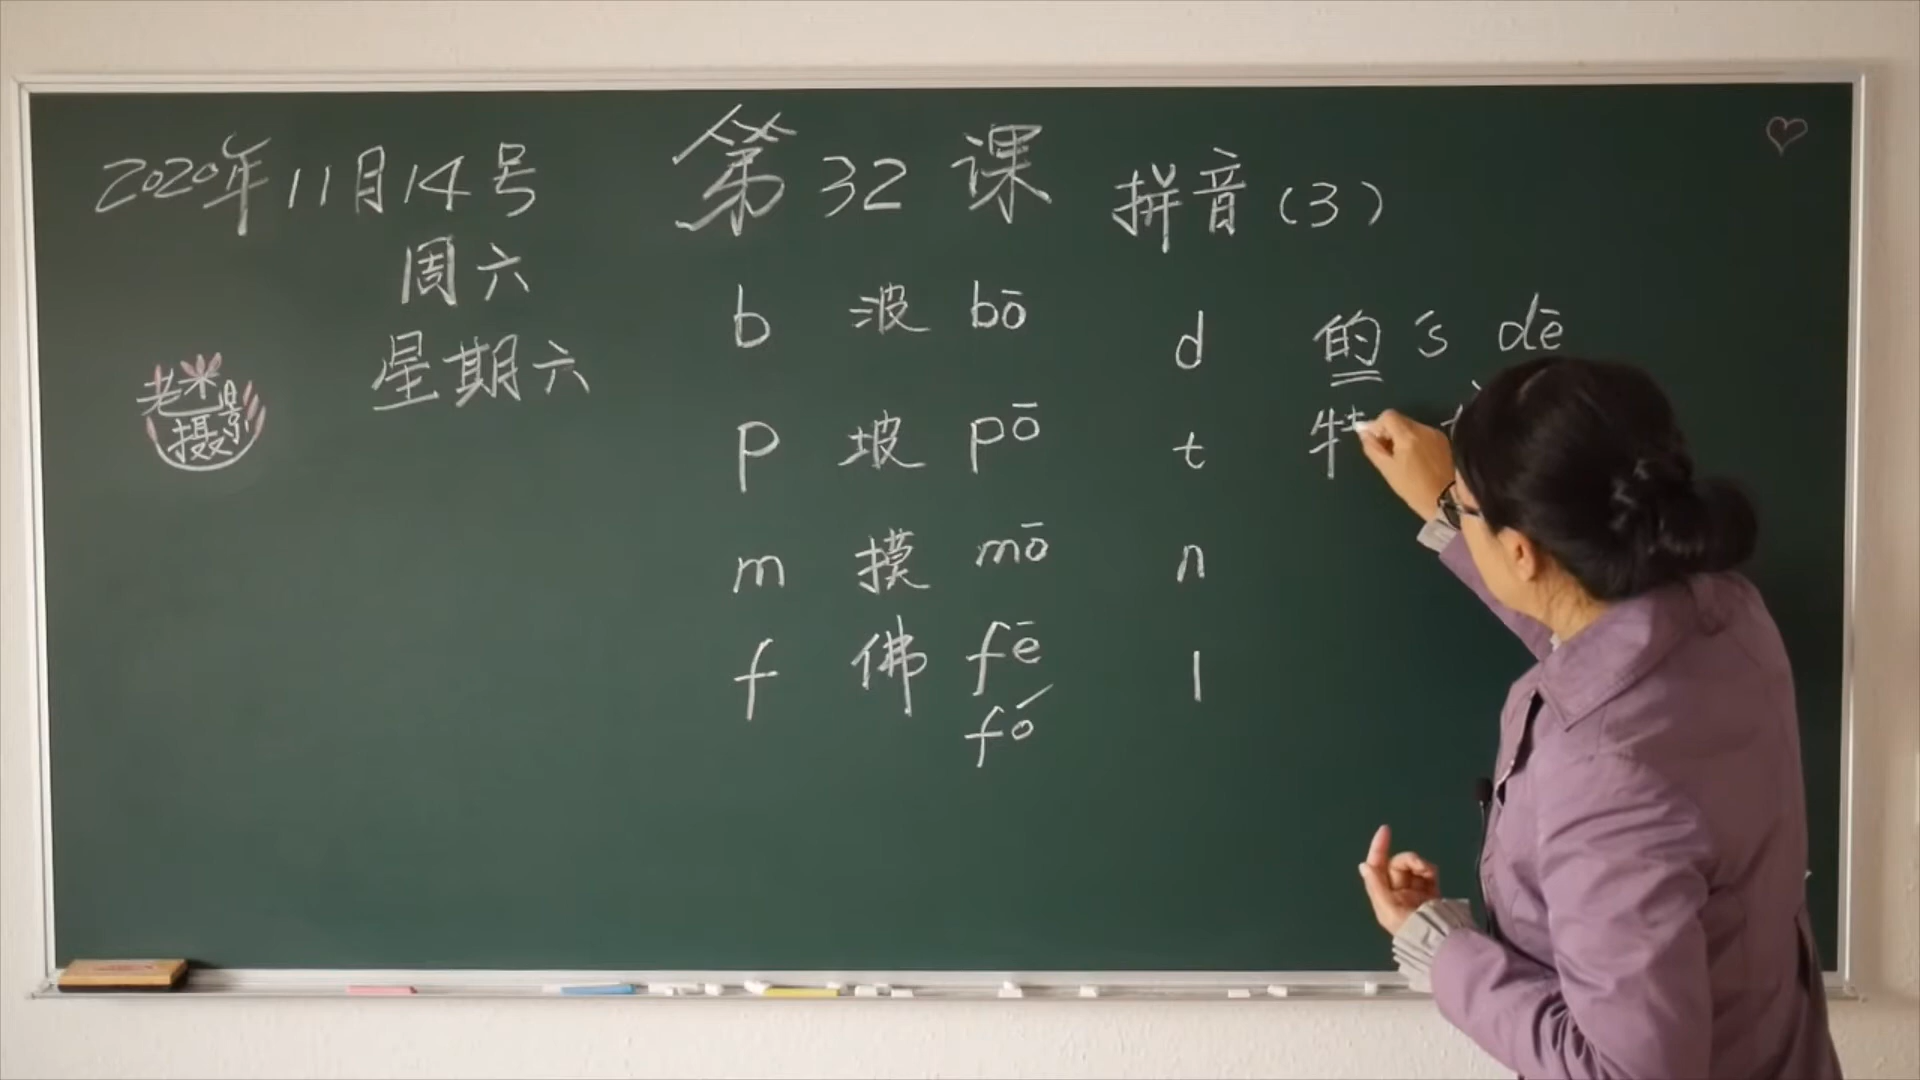 2020年11月14号
周六
星期六
老米
摄影
第32课 拼音(3)
b 波 bō
p 坡 pō
m 摸 mō
f 佛 fē
fó
d 的 's dē
t 特
n
l